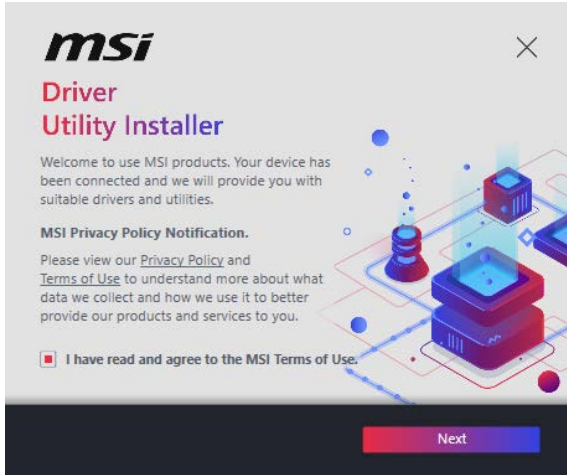 msi
Driver
Utility Installer
Welcome to use MSI products. Your device has
been connected and we will provide you with
suitable drivers and utilities.
MSI Privacy Policy Notification.
Please view our Privacy Policy and
Terms of Use to understand more about what
data we collect and how we use it to better
provide our products and services to you.
I have read and agree to the MSI Terms of Use.
Next